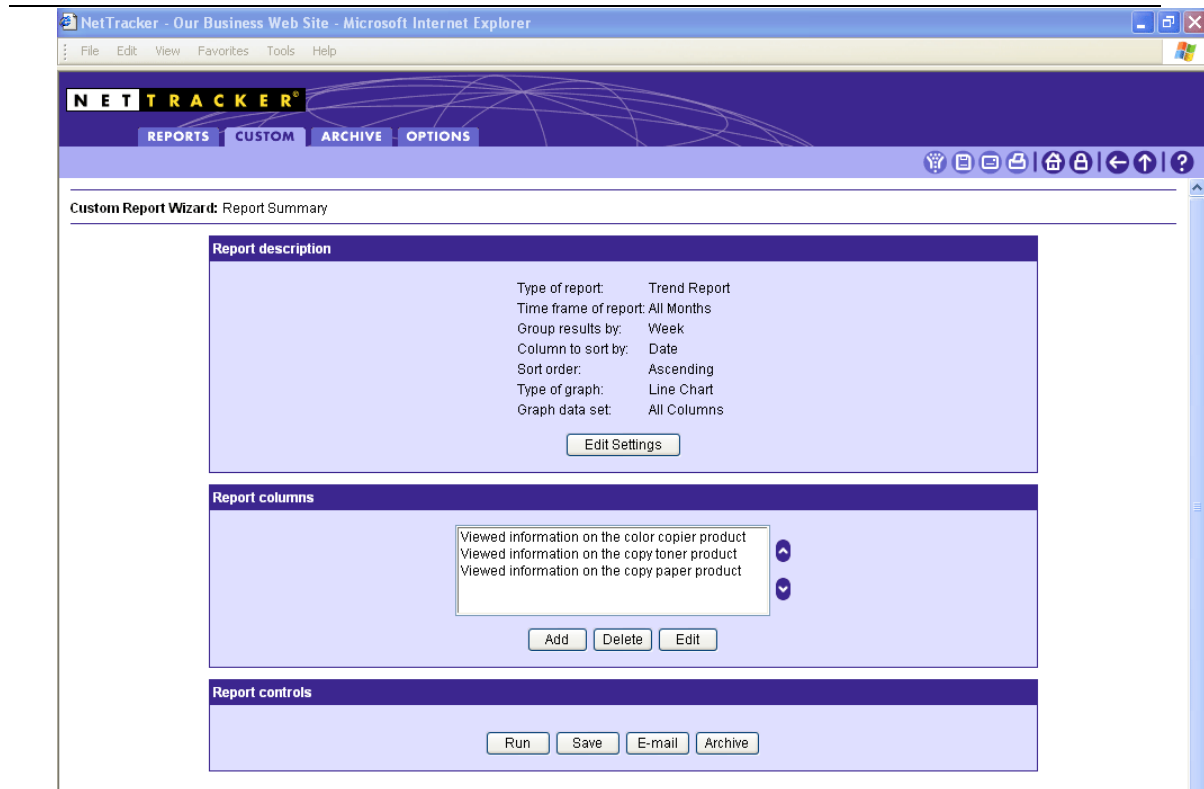 NetTracker - Our Business Web Site - Microsoft Internet Explorer
File Edit View Favorites Tools Help
NETTRACKER®
REPORTS CUSTOM ARCHIVE OPTIONS
?
Custom Report Wizard: Report Summary
Report description
Type of report: Trend Report
Time frame of report: All Months
Group results by: Week
Column to sort by: Date
Sort order: Ascending
Type of graph: Line Chart
Graph data set: All Columns
Edit Settings
Report columns
Viewed information on the color copier product
Viewed information on the copy toner product
Viewed information on the copy paper product
Add Delete Edit
Report controls
Run Save E-mail Archive